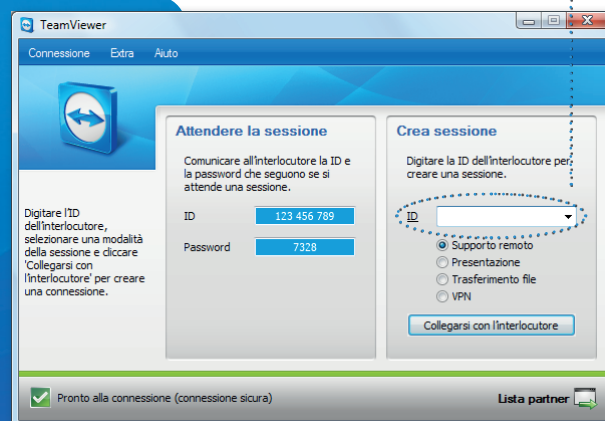 TeamViewer
Connessione Extra Aiuto
Digitare l'ID
dell'interlocutore,
selezionare una modalità
della sessione e cliccare
'Collegarsi con
l'interlocutore' per creare
una connessione.
Attendere la sessione
Comunicare all'interlocutore la ID e
la password che seguono se si
attende una sessione.
ID 123 456 789
Password 7328
Crea sessione
Digitare la ID dell'interlocutore per
creare una sessione.
ID
Supporto remoto
Presentazione
Trasferimento file
VPN
Collegarsi con l'interlocutore
Pronto alla connessione (connessione sicura)
Lista partner